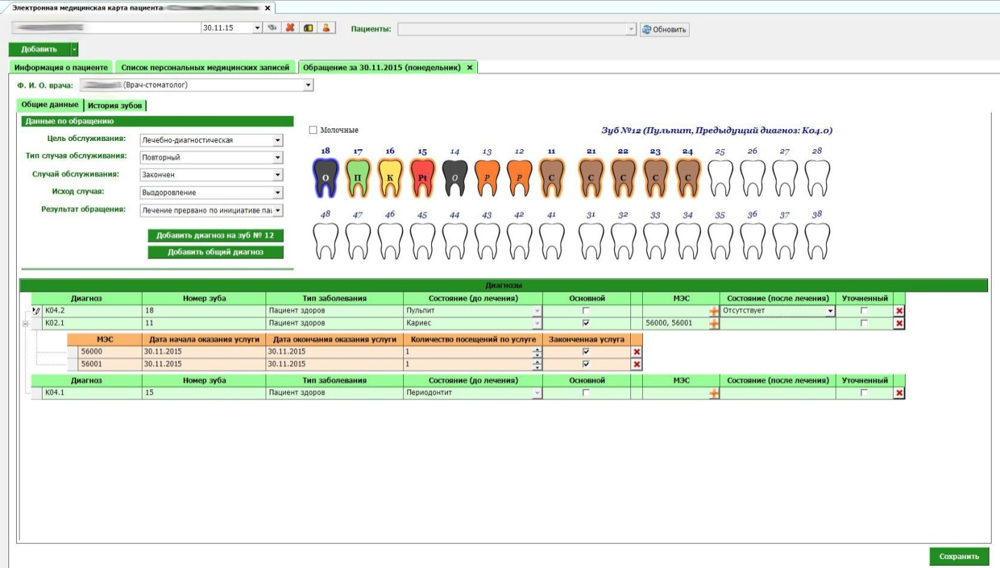 Электронная медицинская карта пациента
30.11.15 Пациенты: Обновить
Добавить
Информация о пациенте Список персональных медицинских записей Обращение за 30.11.2015 (понедельник)
Ф. И. О. врача: (Врач-стоматолог)
Общие данные История зубов
Данные по обращению
Цель обслуживания: Лечебно-диагностическая
Тип случая обслуживания: Повторный
Случай обслуживания: Закончен
Исход случая: Выздоровление
Результат обращения: Лечение прервано по инициативе пац
Добавить диагноз на зуб № 12
Добавить общий диагноз
Молочные Зуб №12 (Пульпит, Предыдущий диагноз: K04.0)
18 17 16 15 14 13 12 11 21 22 23 24 25 26 27 28
О П К Pt О Р Р С С С С С
48 47 46 45 44 43 42 41 31 32 33 34 35 36 37 38
Диагнозы
Диагноз Номер зуба Тип заболевания Состояние (до лечения) Основной МЭС Состояние (после лечения) Уточненный
K04.2 18 Пациент здоров Пульпит Отсутствует
K02.1 11 Пациент здоров Кариес 56000, 56001
МЭС Дата начала оказания услуги Дата окончания оказания услуги Количество посещений по услуге Законченная услуга
56000 30.11.2015 30.11.2015 1
56001 30.11.2015 30.11.2015 1
Диагноз Номер зуба Тип заболевания Состояние (до лечения) Основной МЭС Состояние (после лечения) Уточненный
K04.1 15 Пациент здоров Периодонтит
Сохранить